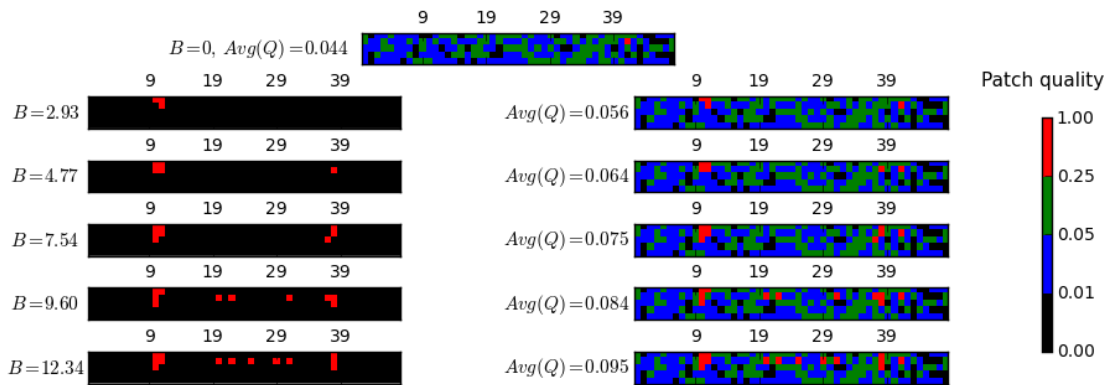 9 19 29 39
B=0, Avg(Q)=0.044
9 19 29 39 9 19 29 39 Patch quality
B=2.93 Avg(Q)=0.056 1.00
9 19 29 39 9 19 29 39
B=4.77 Avg(Q)=0.064 0.25
9 19 29 39 9 19 29 39
B=7.54 Avg(Q)=0.075 0.05
9 19 29 39 9 19 29 39
B=9.60 Avg(Q)=0.084 0.01
9 19 29 39 9 19 29 39
B=12.34 Avg(Q)=0.095 0.00